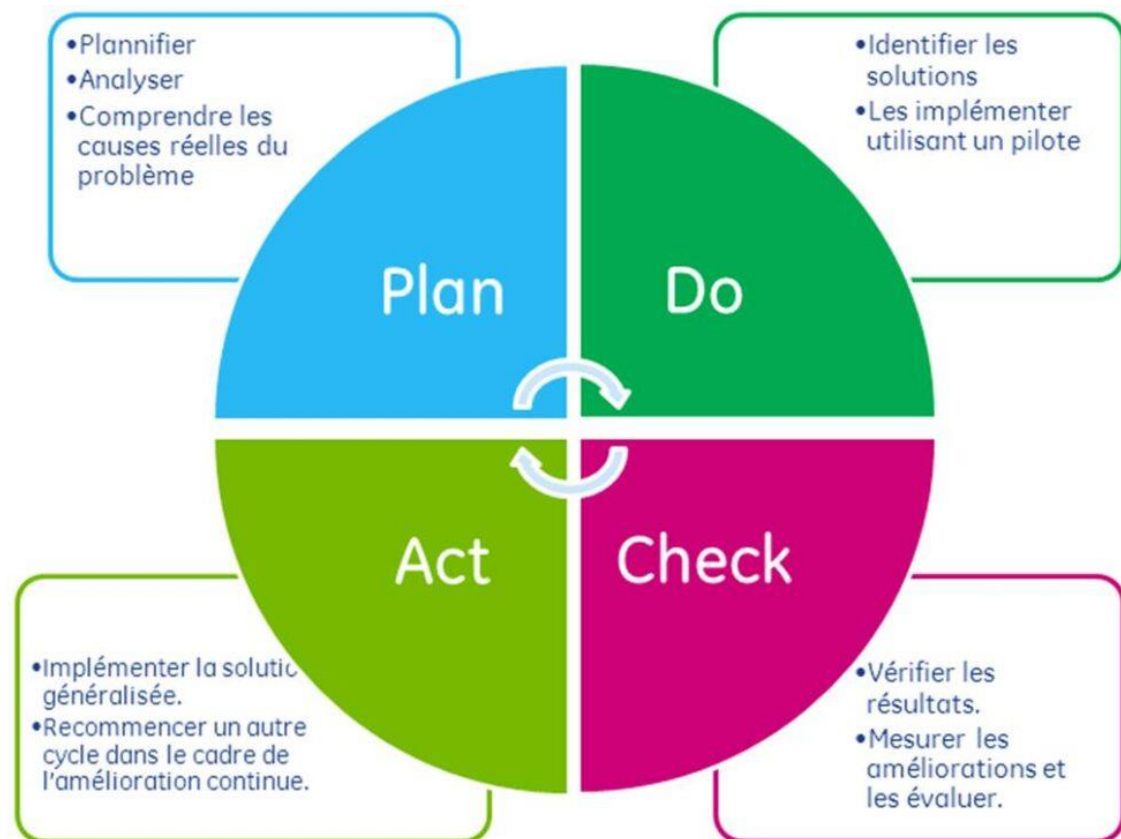 •Plannifier
•Analyser
•Comprendre les
causes réelles du
problème
•Identifier les
solutions
•Les implémenter
utilisant un pilote
Plan
Do
Act
Check
•Implémenter la solutio
généralisée.
•Recommencer un autre
cycle dans le cadre de
l'amélioration continue.
•Vérifier les
résultats.
•Mesurer les
améliorations et
les évaluer.